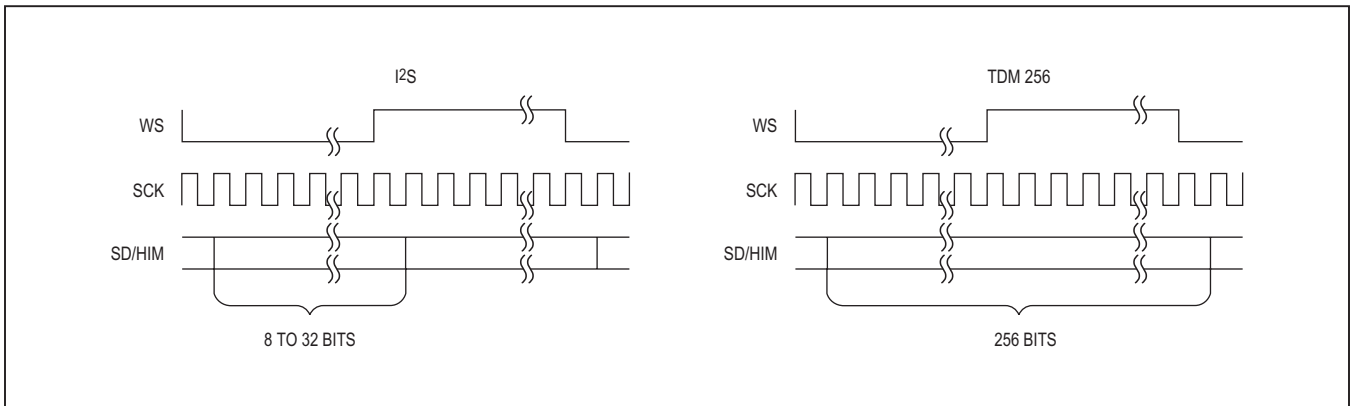 I²S
WS
SCK
SD/HIM
8 TO 32 BITS
TDM 256
WS
SCK
SD/HIM
256 BITS